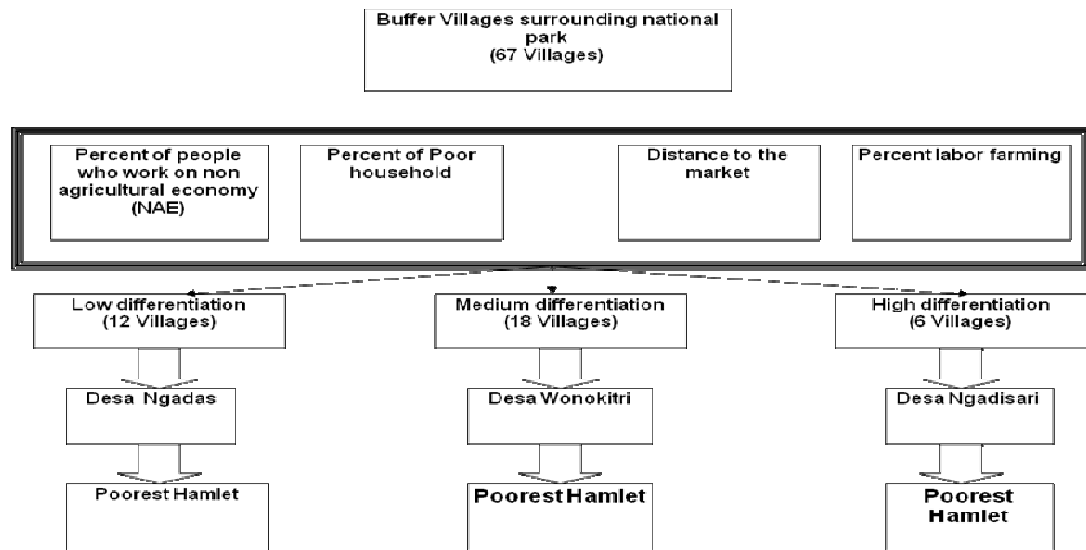 Buffer Villages surrounding national
park
(67 Villages)
Percent of people
who work on non
agricultural economy
(NAE)
Percent of Poor
household
Distance to the
market
Percent labor farming
Low differentiation
(12 Villages)
Medium differentiation
(18 Villages)
High differentiation
(6 Villages)
Desa Ngadas
Desa Wonokitri
Desa Ngadisari
Poorest Hamlet
Poorest Hamlet
Poorest
Hamlet